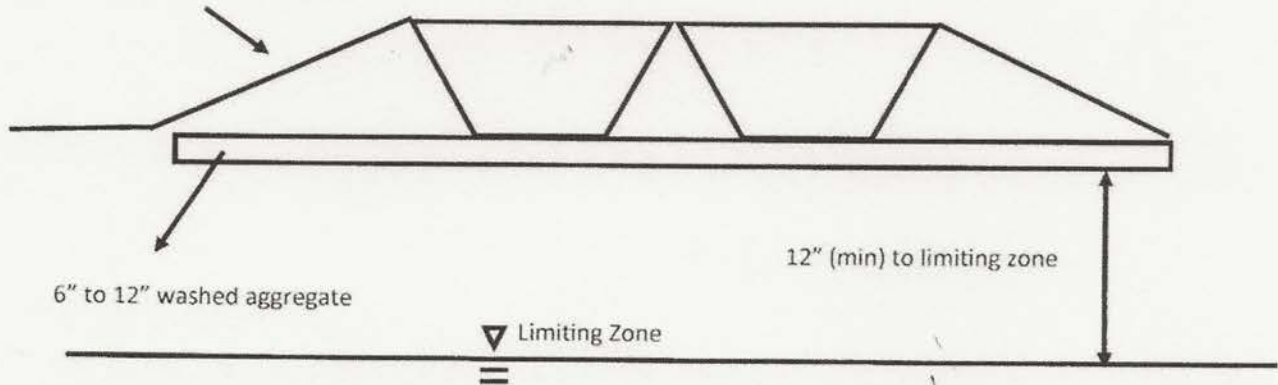 12” (min) to limiting zone
6” to 12” washed aggregate
Limiting Zone